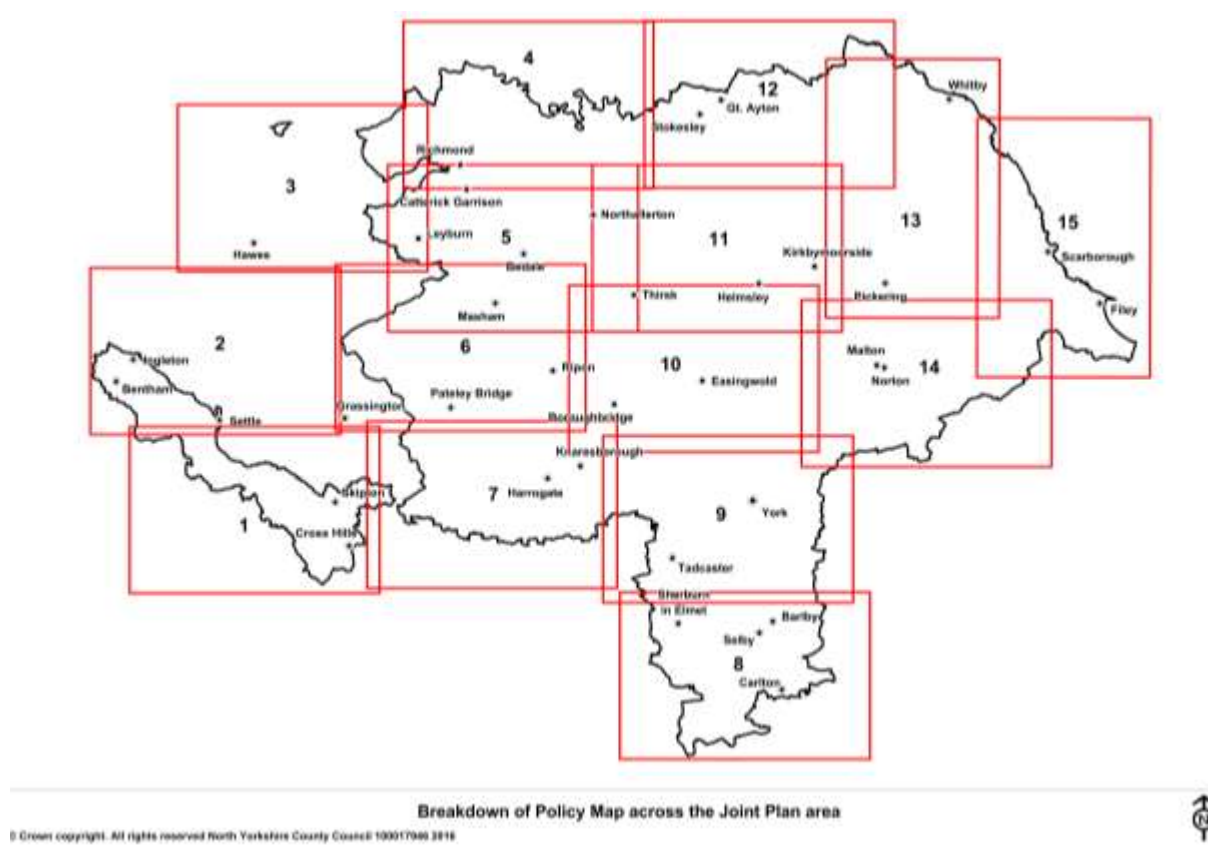 4
12
Whitby
Gt. Ayton
Stokesley
Richmond
3
Catterick Garrison
Northallerton
13
15
Leyburn
5
11
Hawes
Bedale
Kirkbymoorside
Scarborough
Thirsk
Helmsley
Pickering
Masham
Filey
2
6
10
Malton
14
Ingleton
Ripon
Norton
Bentham
Easingwold
Pateley Bridge
Grassington
Boroughbridge
Settle
Knaresborough
Harrogate
7
Skipton
9
York
1
Cross Hills
Tadcaster
Sherburn
in Elmet
Barlby
Selby
8
Carlton
Breakdown of Policy Map across the Joint Plan area
© Crown copyright. All rights reserved North Yorkshire County Council 100017946 2016
N